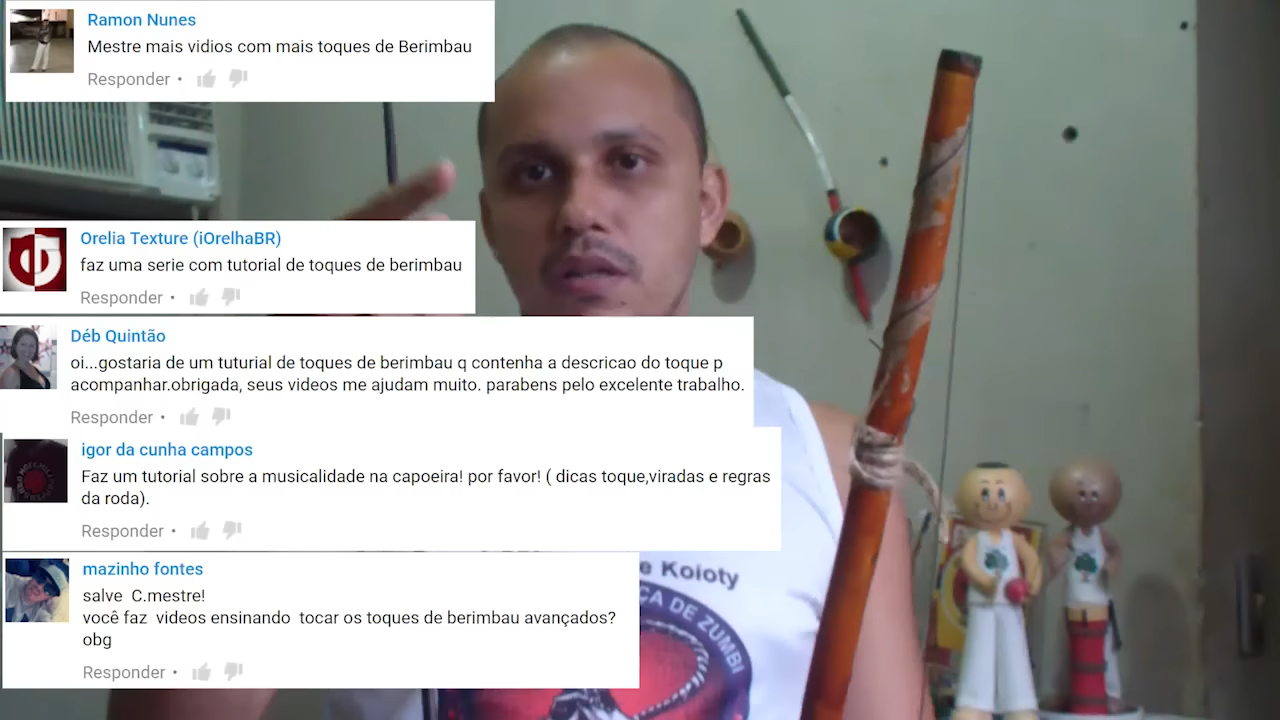 Ramon Nunes
Mestre mais vidios com mais toques de Berimbau
Responder •
Orelia Texture (iOrelhaBR)
faz uma serie com tutorial de toques de berimbau
Responder •
Déb Quintão
oi...gostaria de um tuturial de toques de berimbau q contenha a descricao do toque p
acompanhar.obrigada, seus videos me ajudam muito. parabens pelo excelente trabalho.
Responder •
igor da cunha campos
Faz um tutorial sobre a musicalidade na capoeira! por favor! ( dicas toque,viradas e regras
da roda).
Responder •
mazinho fontes
salve C.mestre!
você faz videos ensinando tocar os toques de berimbau avançados?
obg
Responder •
Koioty
DE ZUMBI